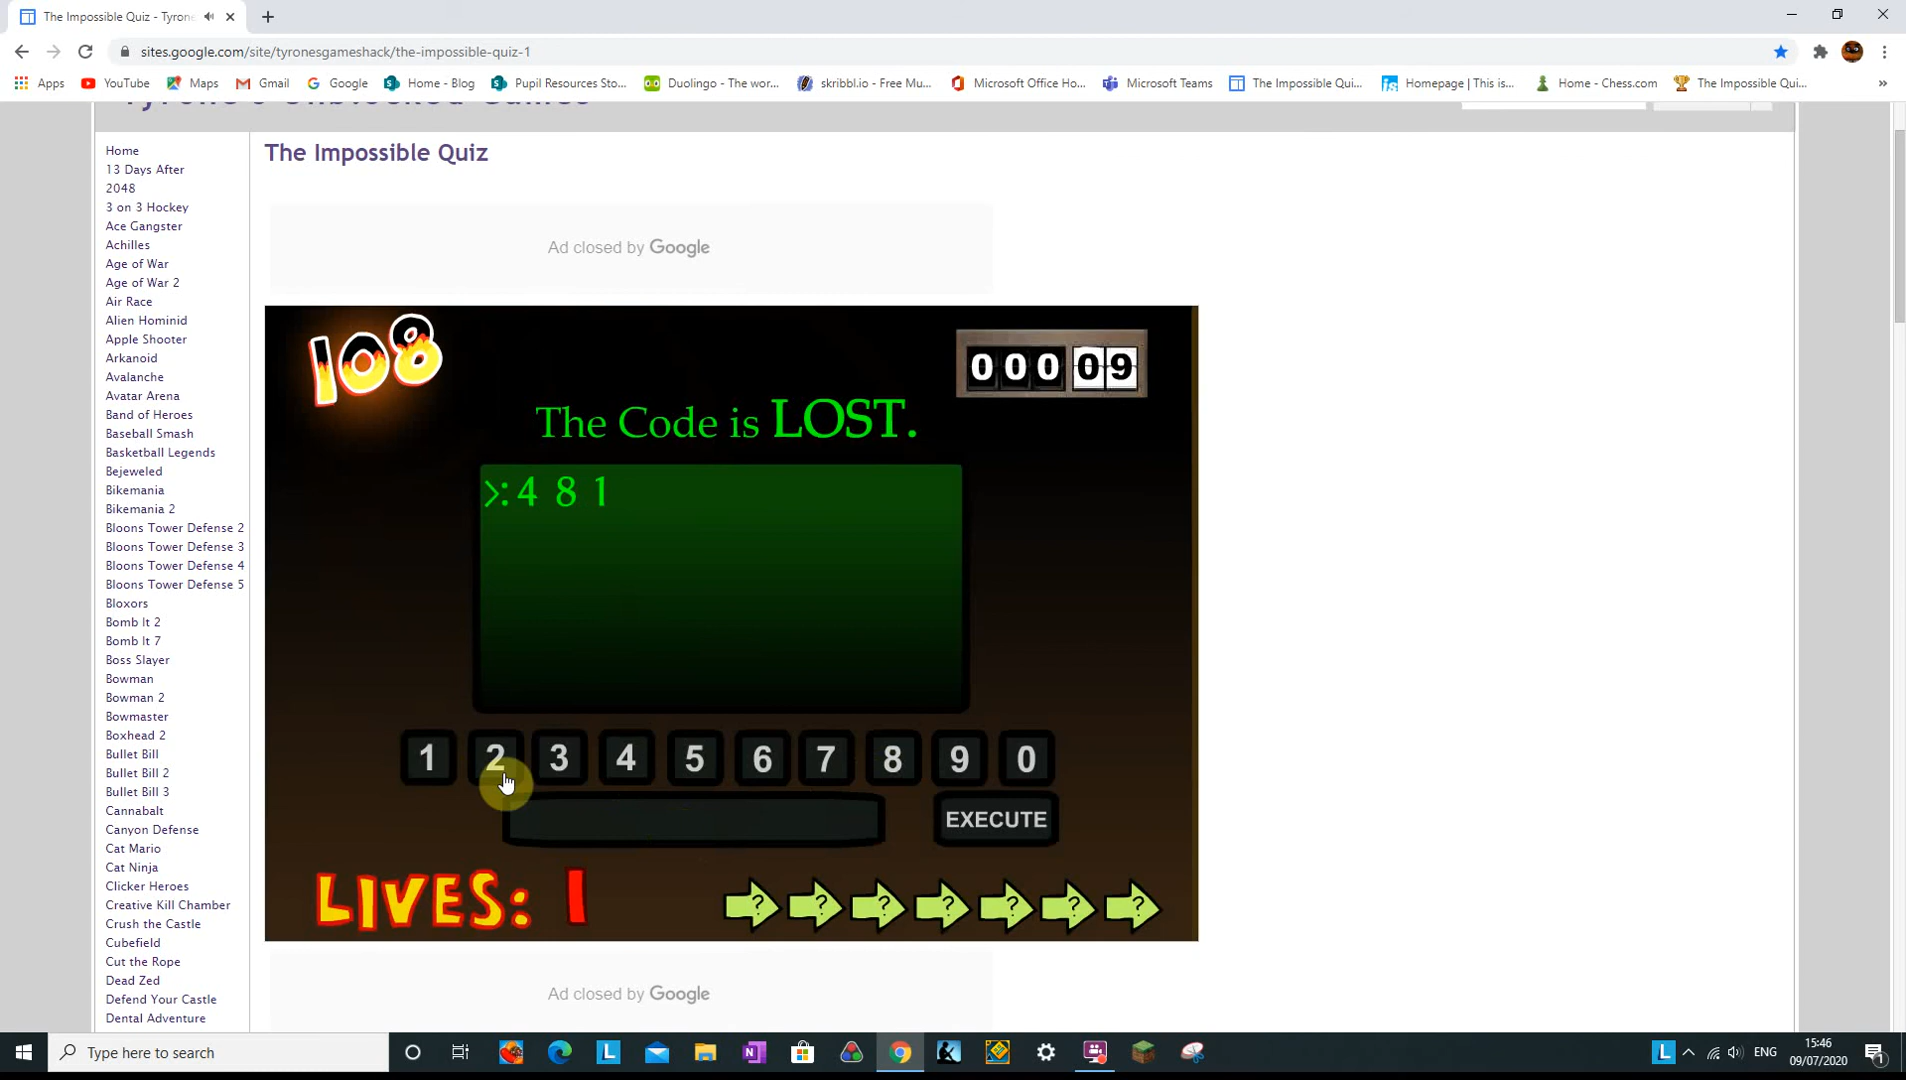 The Impossible Quiz - Tyron
sites.google.com/site/tyronesgameshack/the-impossible-quiz-1
Apps YouTube Maps Gmail Google Home - Blog Pupil Resources Sto... Duolingo - The wor... skribbl.io - Free Mu... Microsoft Office Ho... Microsoft Teams The Impossible Qui... Homepage | This is... Home - Chess.com The Impossible Qui... »
Tyrone's Unblocked Games
Home
13 Days After
2048
3 on 3 Hockey
Ace Gangster
Achilles
Age of War
Age of War 2
Air Race
Alien Hominid
Apple Shooter
Arkanoid
Avalanche
Avatar Arena
Band of Heroes
Baseball Smash
Basketball Legends
Bejeweled
Bikemania
Bikemania 2
Bloons Tower Defense 2
Bloons Tower Defense 3
Bloons Tower Defense 4
Bloons Tower Defense 5
Bloxors
Bomb It 2
Bomb It 7
Boss Slayer
Bowman
Bowman 2
Bowmaster
Boxhead 2
Bullet Bill
Bullet Bill 2
Bullet Bill 3
Cannabalt
Canyon Defense
Cat Mario
Cat Ninja
Clicker Heroes
Creative Kill Chamber
Crush the Castle
Cubefield
Cut the Rope
Dead Zed
Defend Your Castle
Dental Adventure
The Impossible Quiz
Ad closed by Google
108
0 0 0 0 9
The Code is LOST.
>: 4 8 1
1 2 3 4 5 6 7 8 9 0
EXECUTE
LIVES: 1
? ? ? ? ? ? ?
Ad closed by Google
Type here to search
L
N
L
ENG
15:46
09/07/2020
1